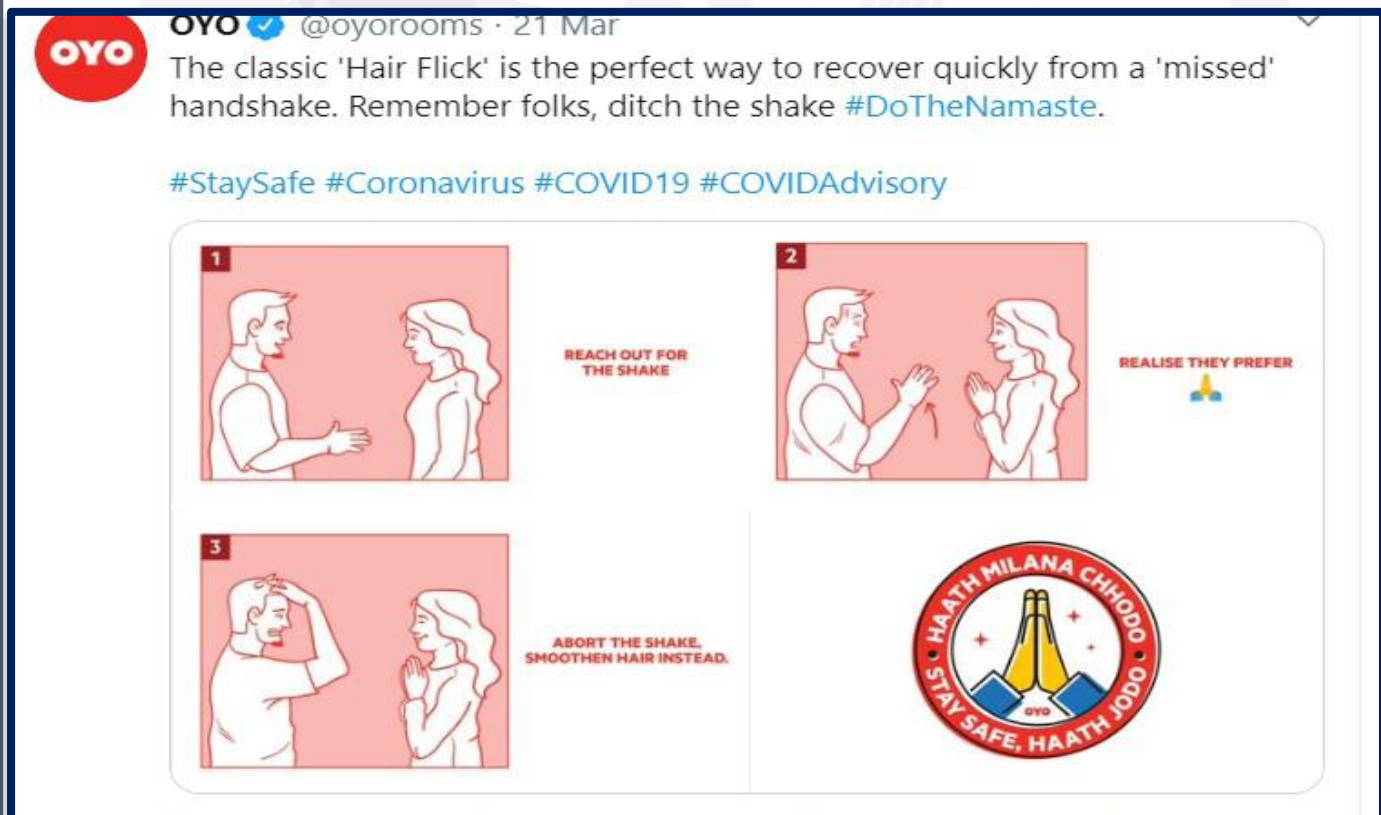 OYO @oyorooms · 21 Mar
OYO
The classic 'Hair Flick' is the perfect way to recover quickly from a 'missed'
handshake. Remember folks, ditch the shake #DoTheNamaste.
#StaySafe #Coronavirus #COVID19 #COVIDAdvisory
1
REACH OUT FOR
THE SHAKE
2
REALISE THEY PREFER
🙏
3
ABORT THE SHAKE,
SMOOTHEN HAIR INSTEAD.
• HAATH MILANA CHHODO •
STAY SAFE, HAATH JODO
OYO